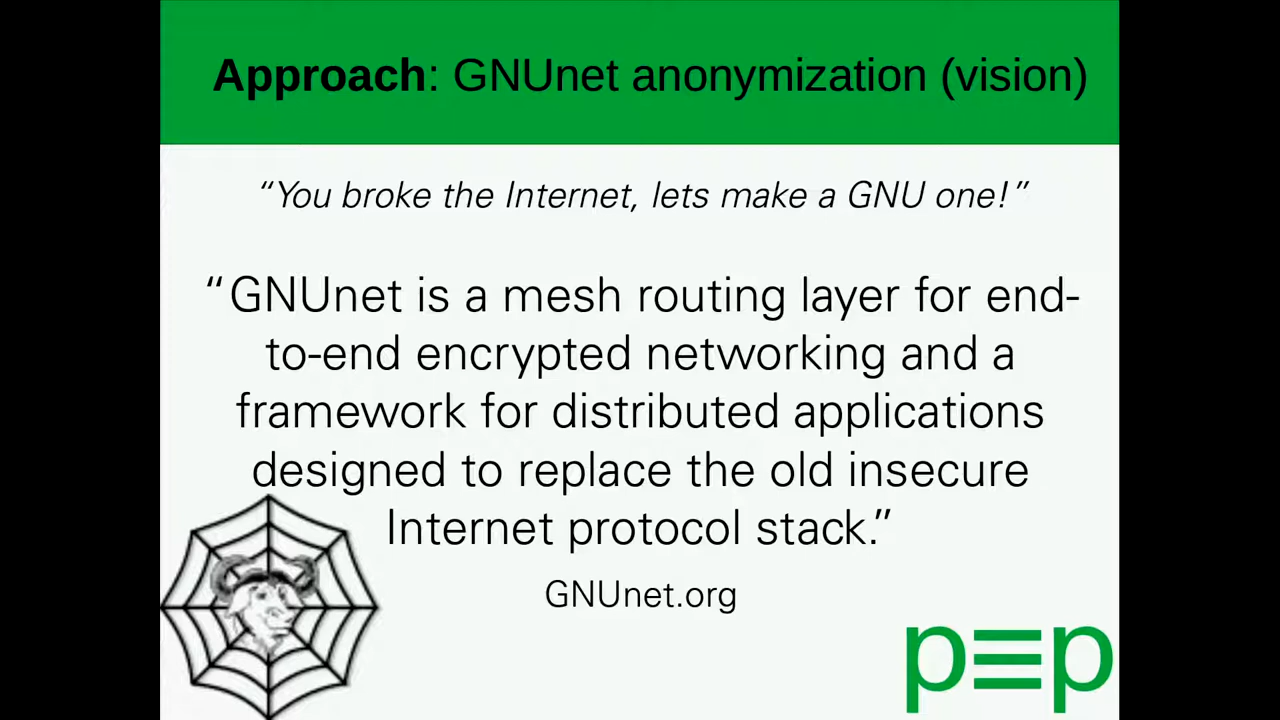 Approach: GNUnet anonymization (vision)
“You broke the Internet, lets make a GNU one!”
“GNUnet is a mesh routing layer for end-
to-end encrypted networking and a
framework for distributed applications
designed to replace the old insecure
Internet protocol stack.”
GNUnet.org
p≡p